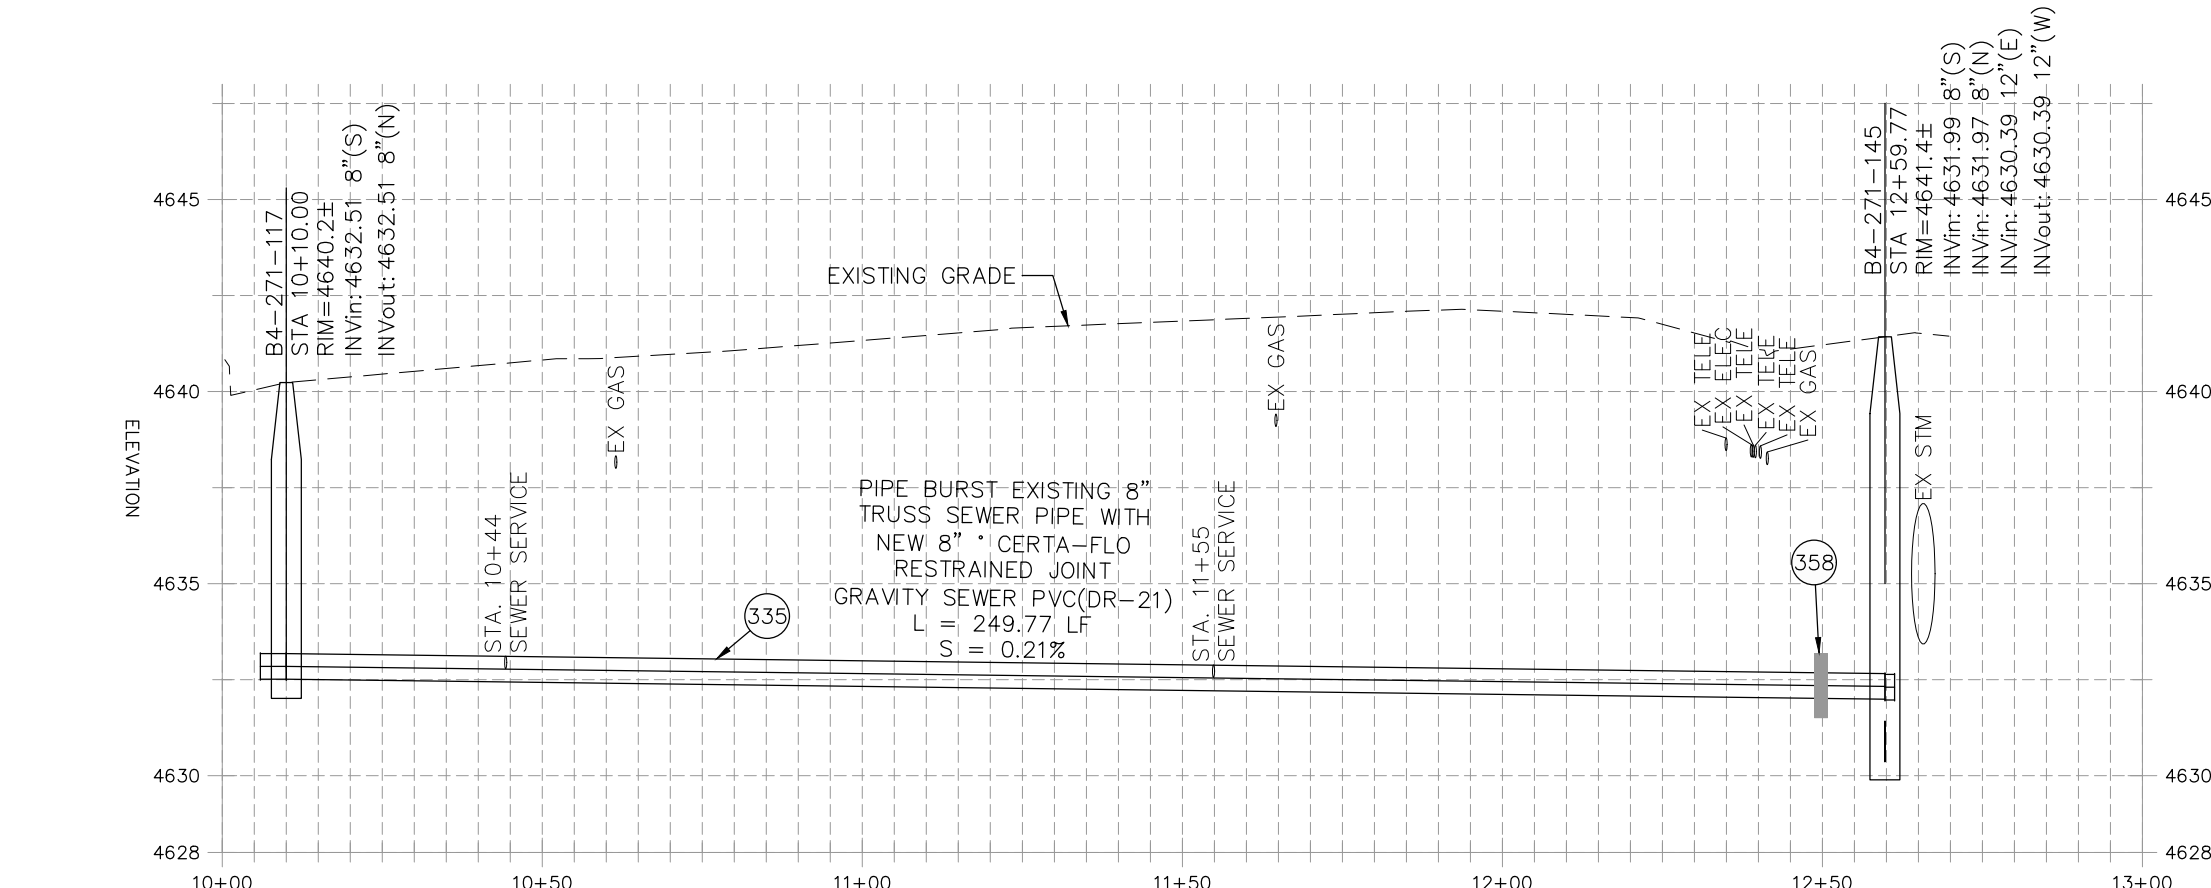 B4-271-117
STA 10+10.00
RIM=4640.2±
INVin: 4632.51 8"(S)
INVout: 4632.51 8"(N)
B4-271-145
STA 12+59.77
RIM=4641.4±
INVin: 4631.99 8"(S)
INVin: 4631.97 8"(N)
INVin: 4630.39 12"(E)
INVout: 4630.39 12"(W)
4645
4645
EXISTING GRADE
EX GAS
EX GAS
EX TELE
EX ELEC
EX TELE
EX TELE
EX TELE
EX GAS
4640
4640
ELEVATION
EX STM
STA. 10+44
SEWER SERVICE
PIPE BURST EXISTING 8"
TRUSS SEWER PIPE WITH
NEW 8" ° CERTA-FLO
RESTRAINED JOINT
GRAVITY SEWER PVC(DR-21)
L = 249.77 LF
S = 0.21%
STA. 11+55
SEWER SERVICE
358
4635
4635
335
4630
4630
4628
4628
10+00
10+50
11+00
11+50
12+00
12+50
13+00